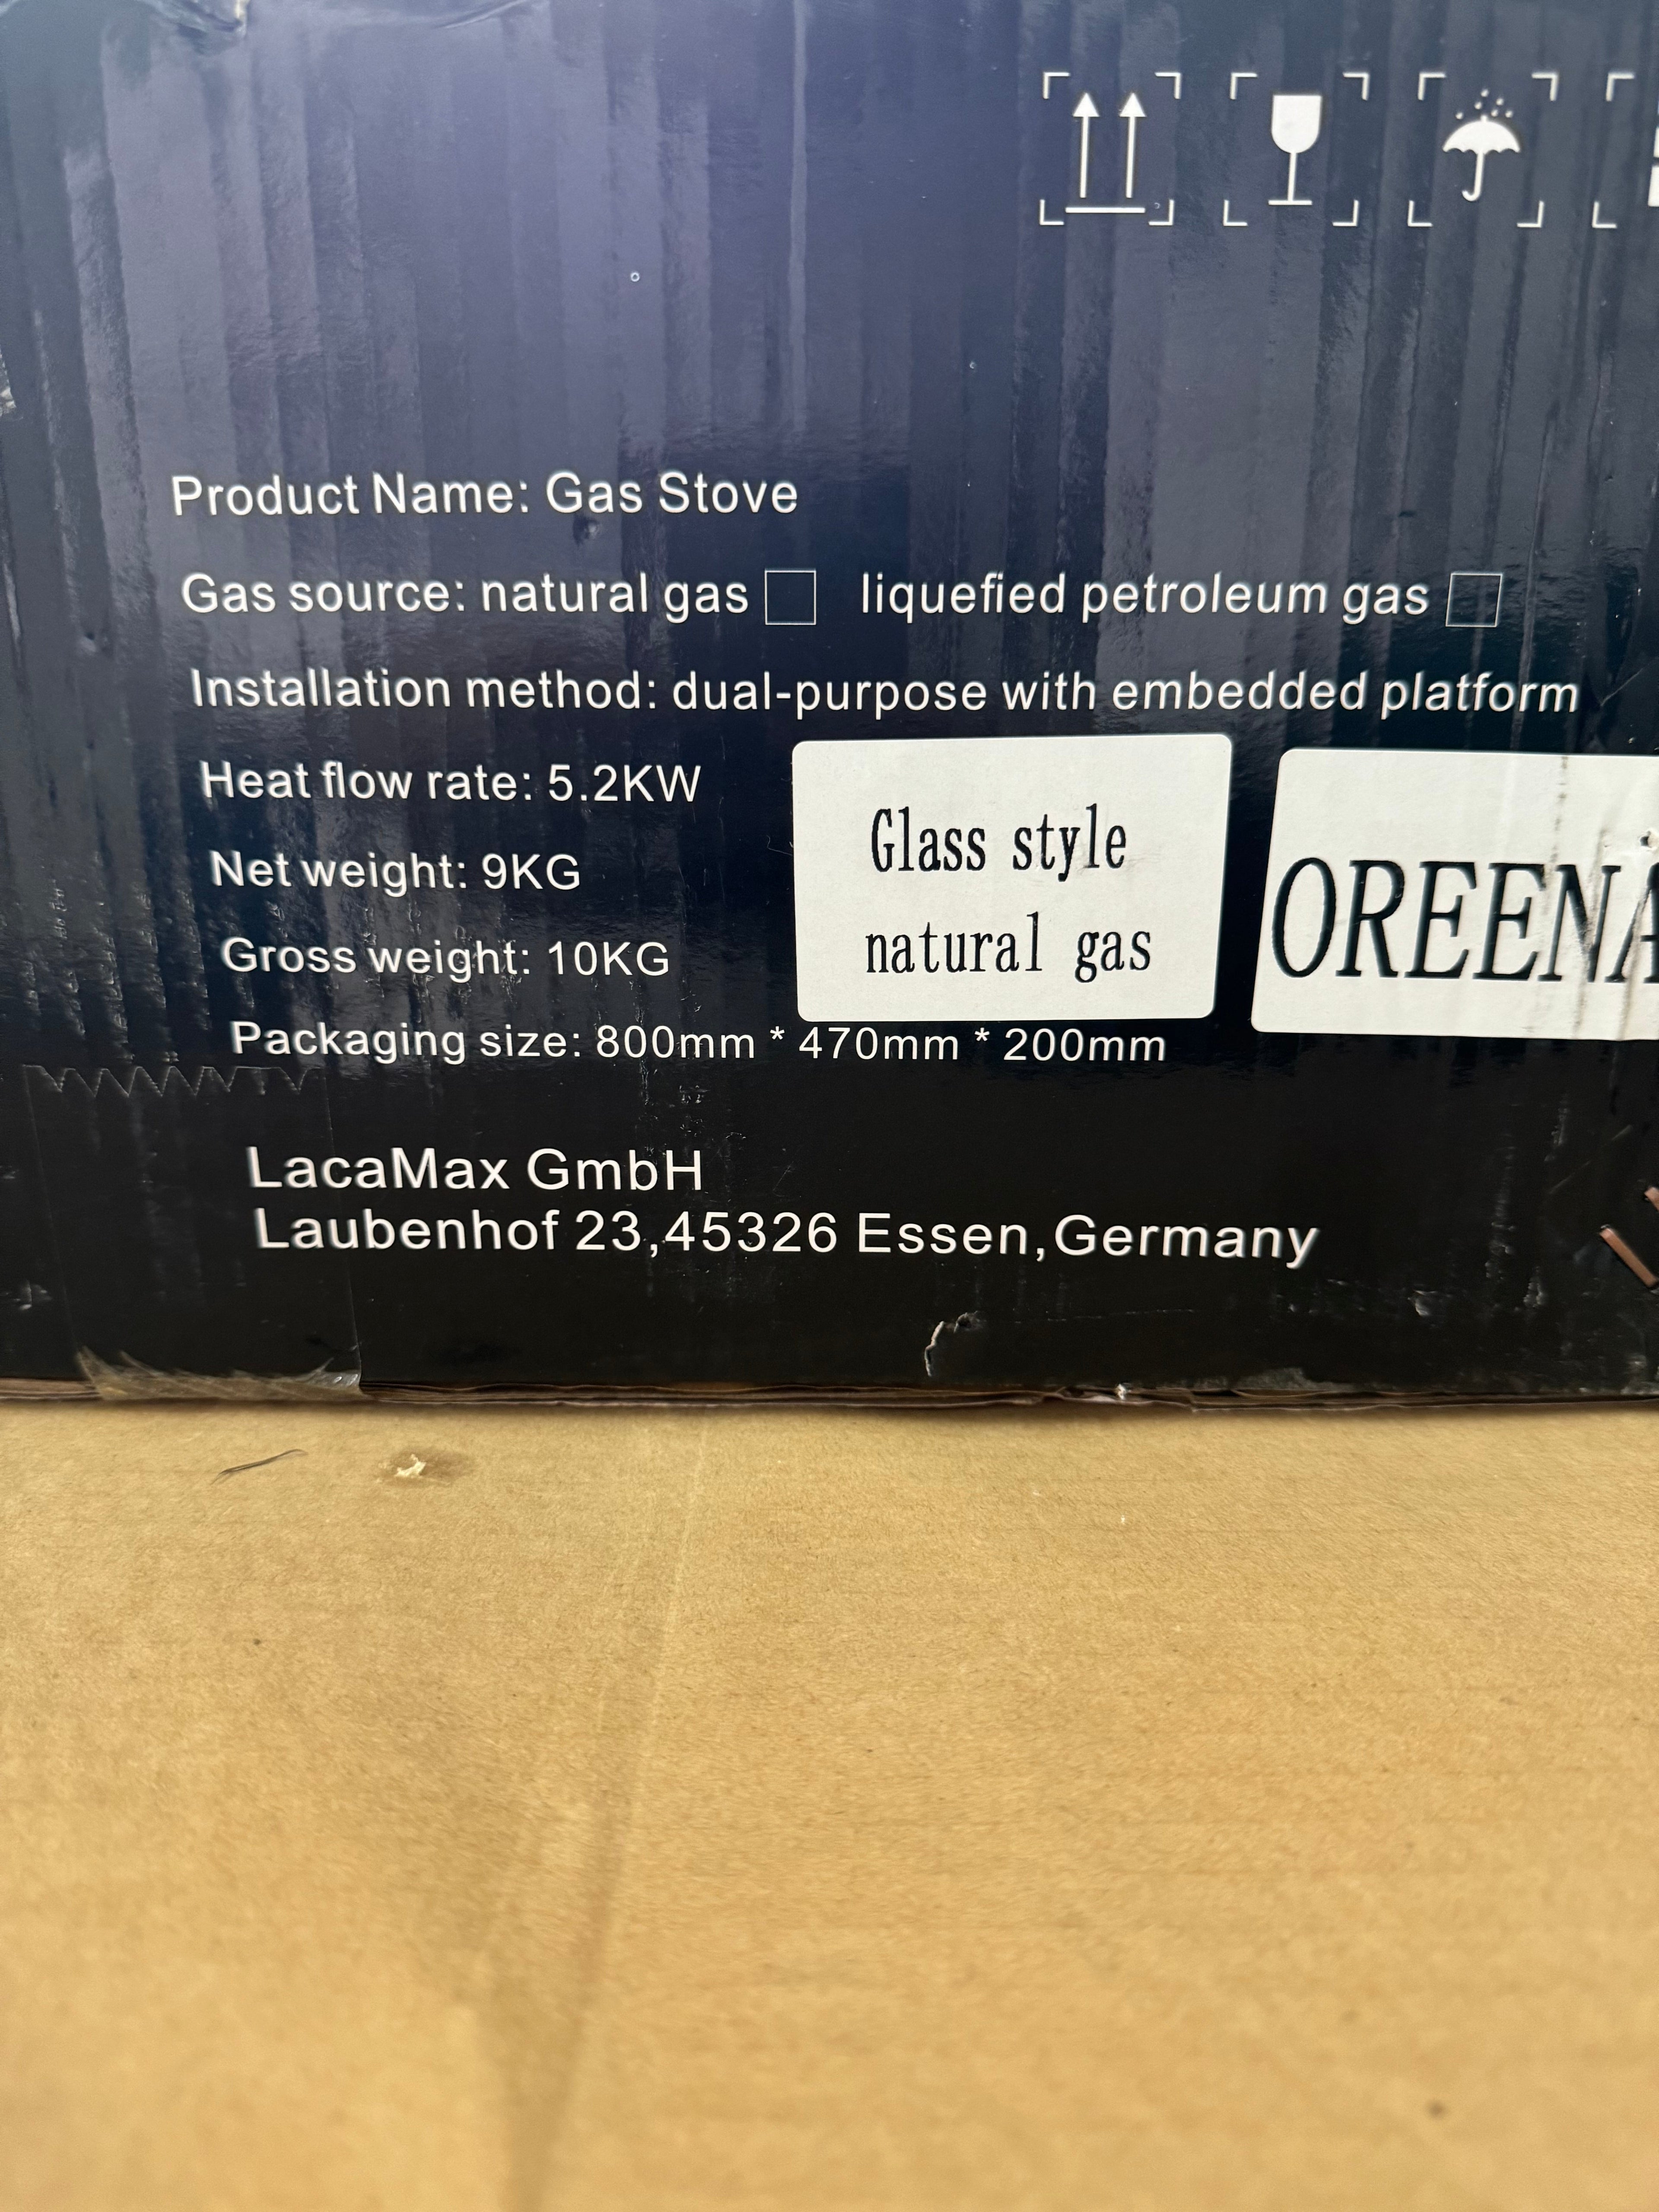 Product Name: Gas Stove
Gas source: natural gas liquefied petroleum gas
Installation method: dual-purpose with embedded platform
Heat flow rate: 5.2KW
Net weight: 9KG
Gross weight: 10KG
Packaging size: 800mm * 470mm * 200mm
Glass style
natural gas
OREENA
LacaMax GmbH
Laubenhof 23,45326 Essen,Germany